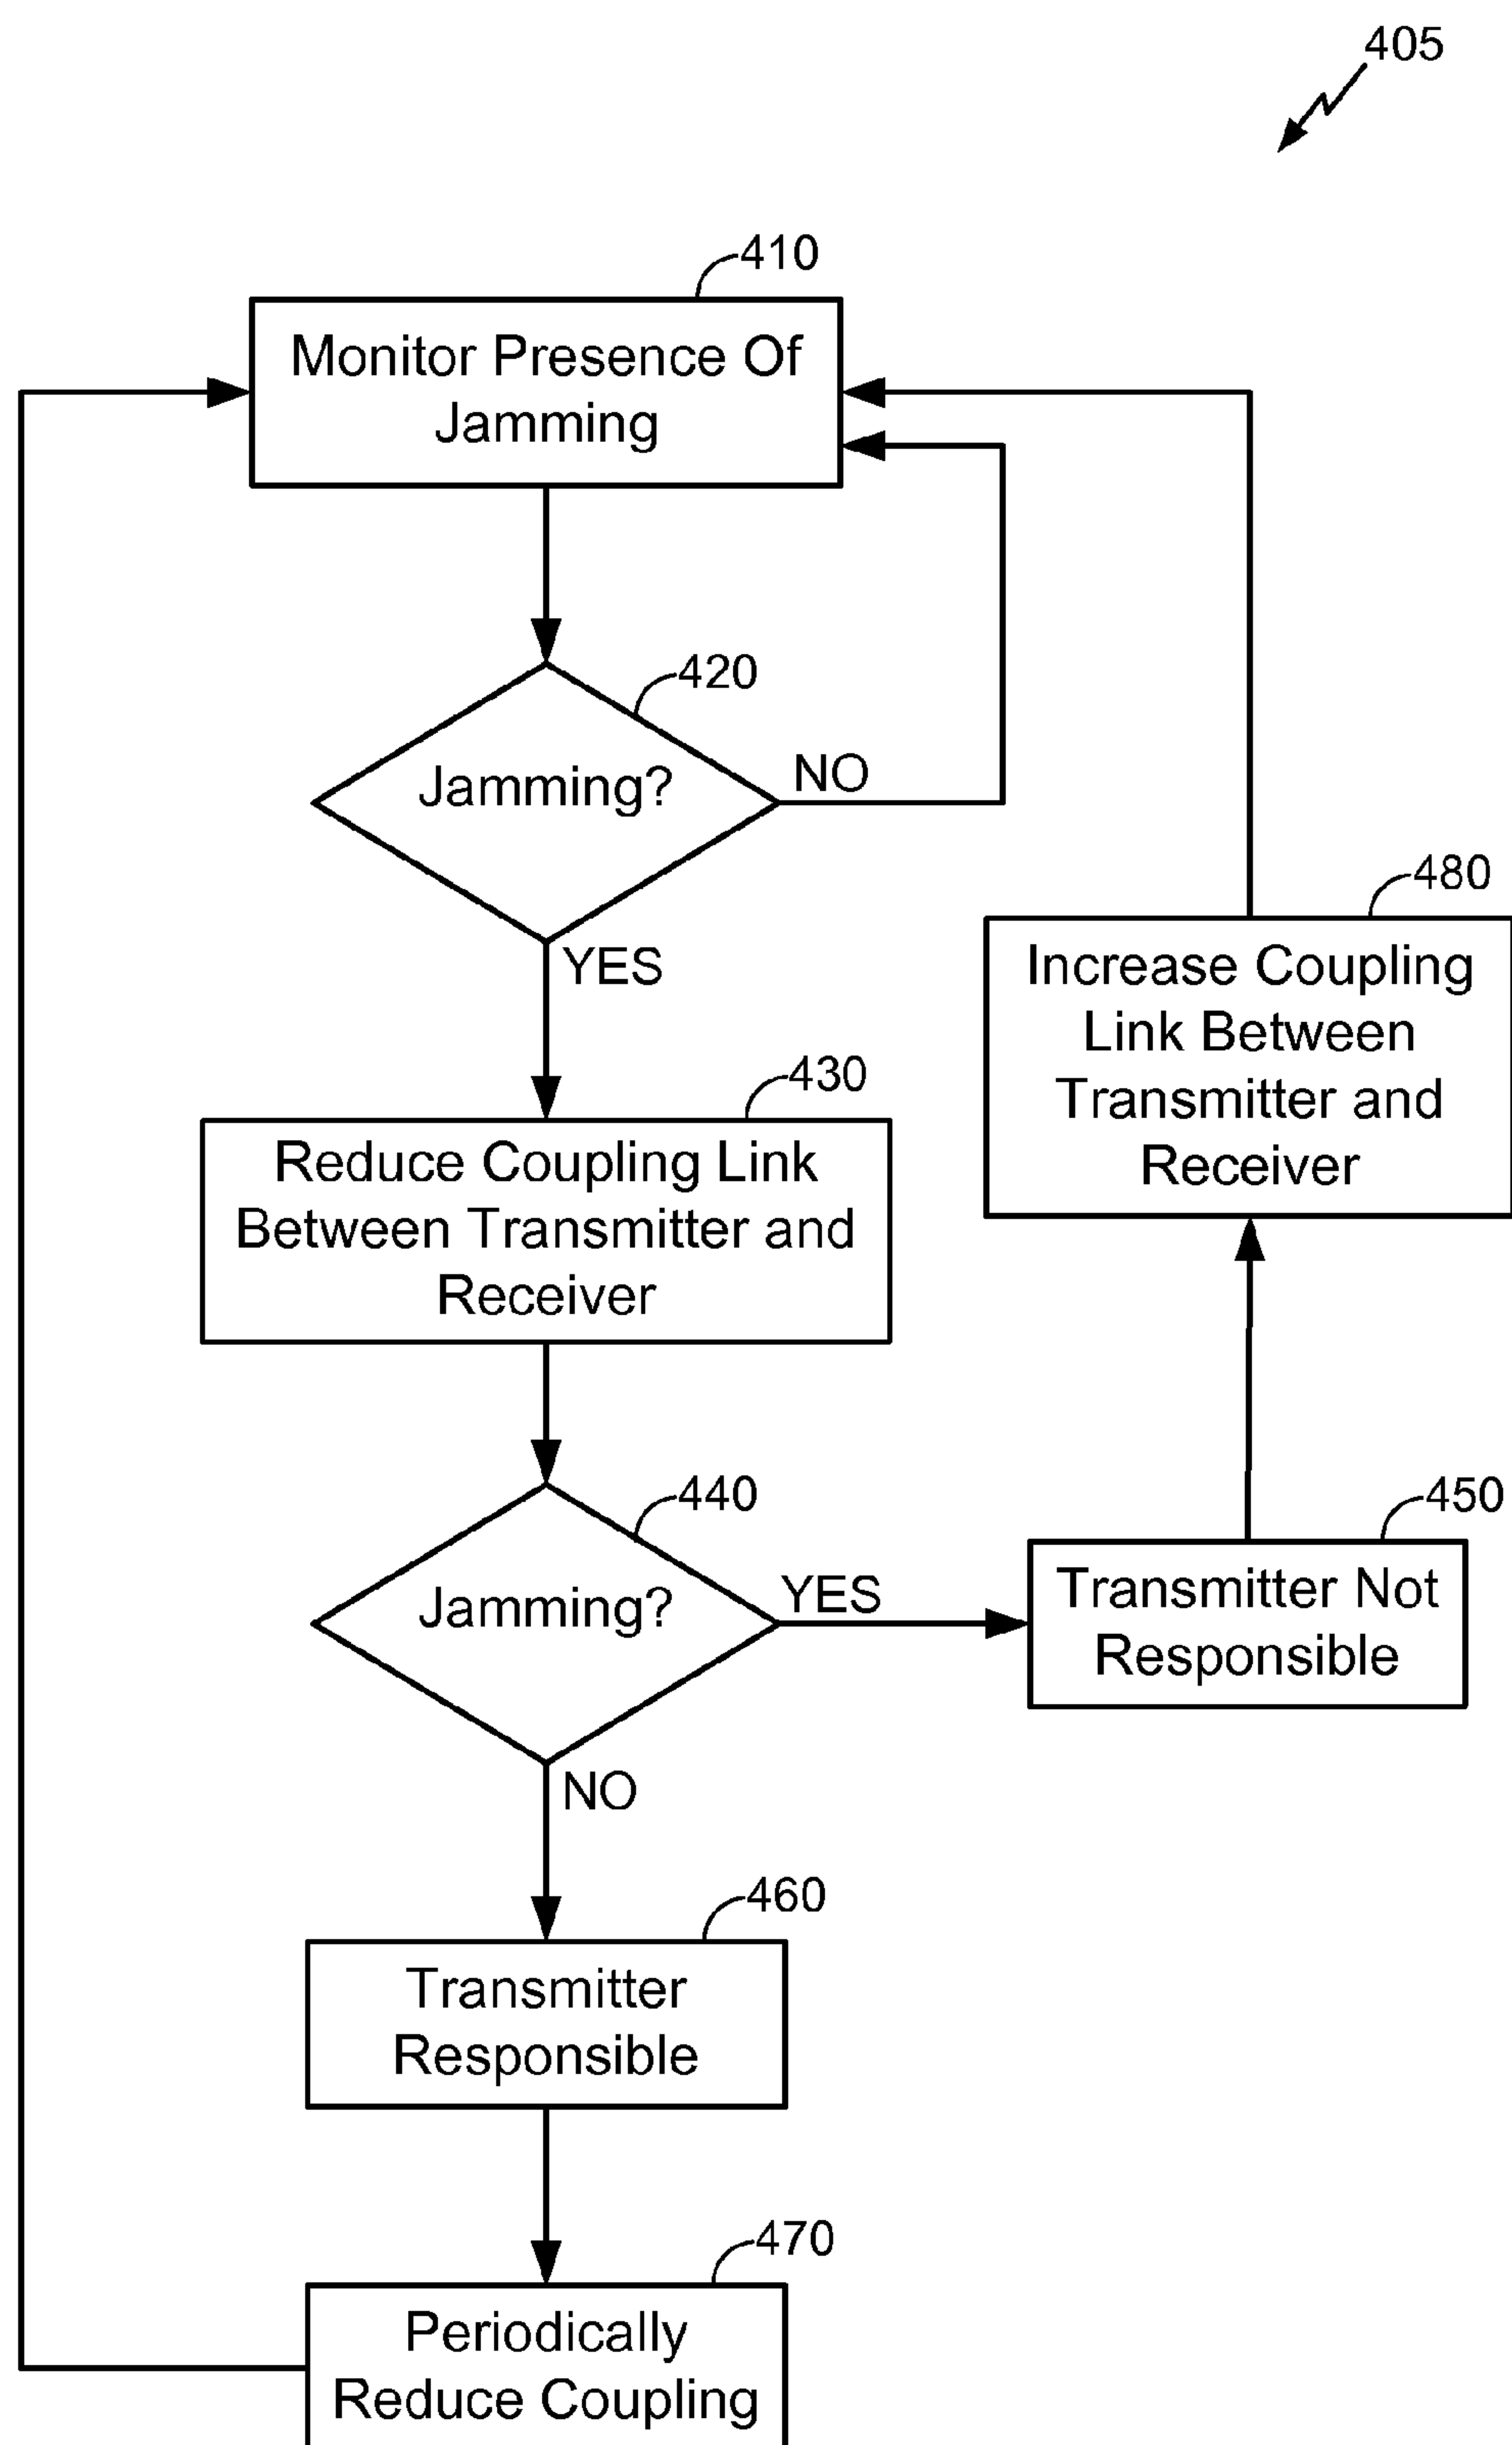 405
410
Monitor Presence Of
Jamming
420
Jamming?
NO
YES
480
Increase Coupling
Link Between
Transmitter and
Receiver
430
Reduce Coupling Link
Between Transmitter and
Receiver
440
Jamming?
YES
450
Transmitter Not
Responsible
NO
460
Transmitter
Responsible
470
Periodically
Reduce Coupling